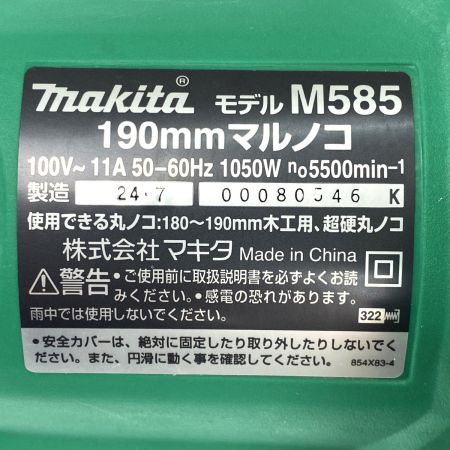 makita® モデル M585
190mmマルノコ
100V~ 11A 50-60Hz 1050W n₀5500min⁻¹
製造 24・7 00080546 K
使用できる丸ノコ:180~190mm木工用、超硬丸ノコ
株式会社マキタ Made in China
⚠警告 •ご使用前に取扱説明書を必ずよくお読
みください。•感電の恐れがあります。
雨中では使用しないでください。 322
•安全カバーは、絶対に固定したり取り外したりしないでく
ださい。また、円滑に動く事を確認してください。 854X83-4